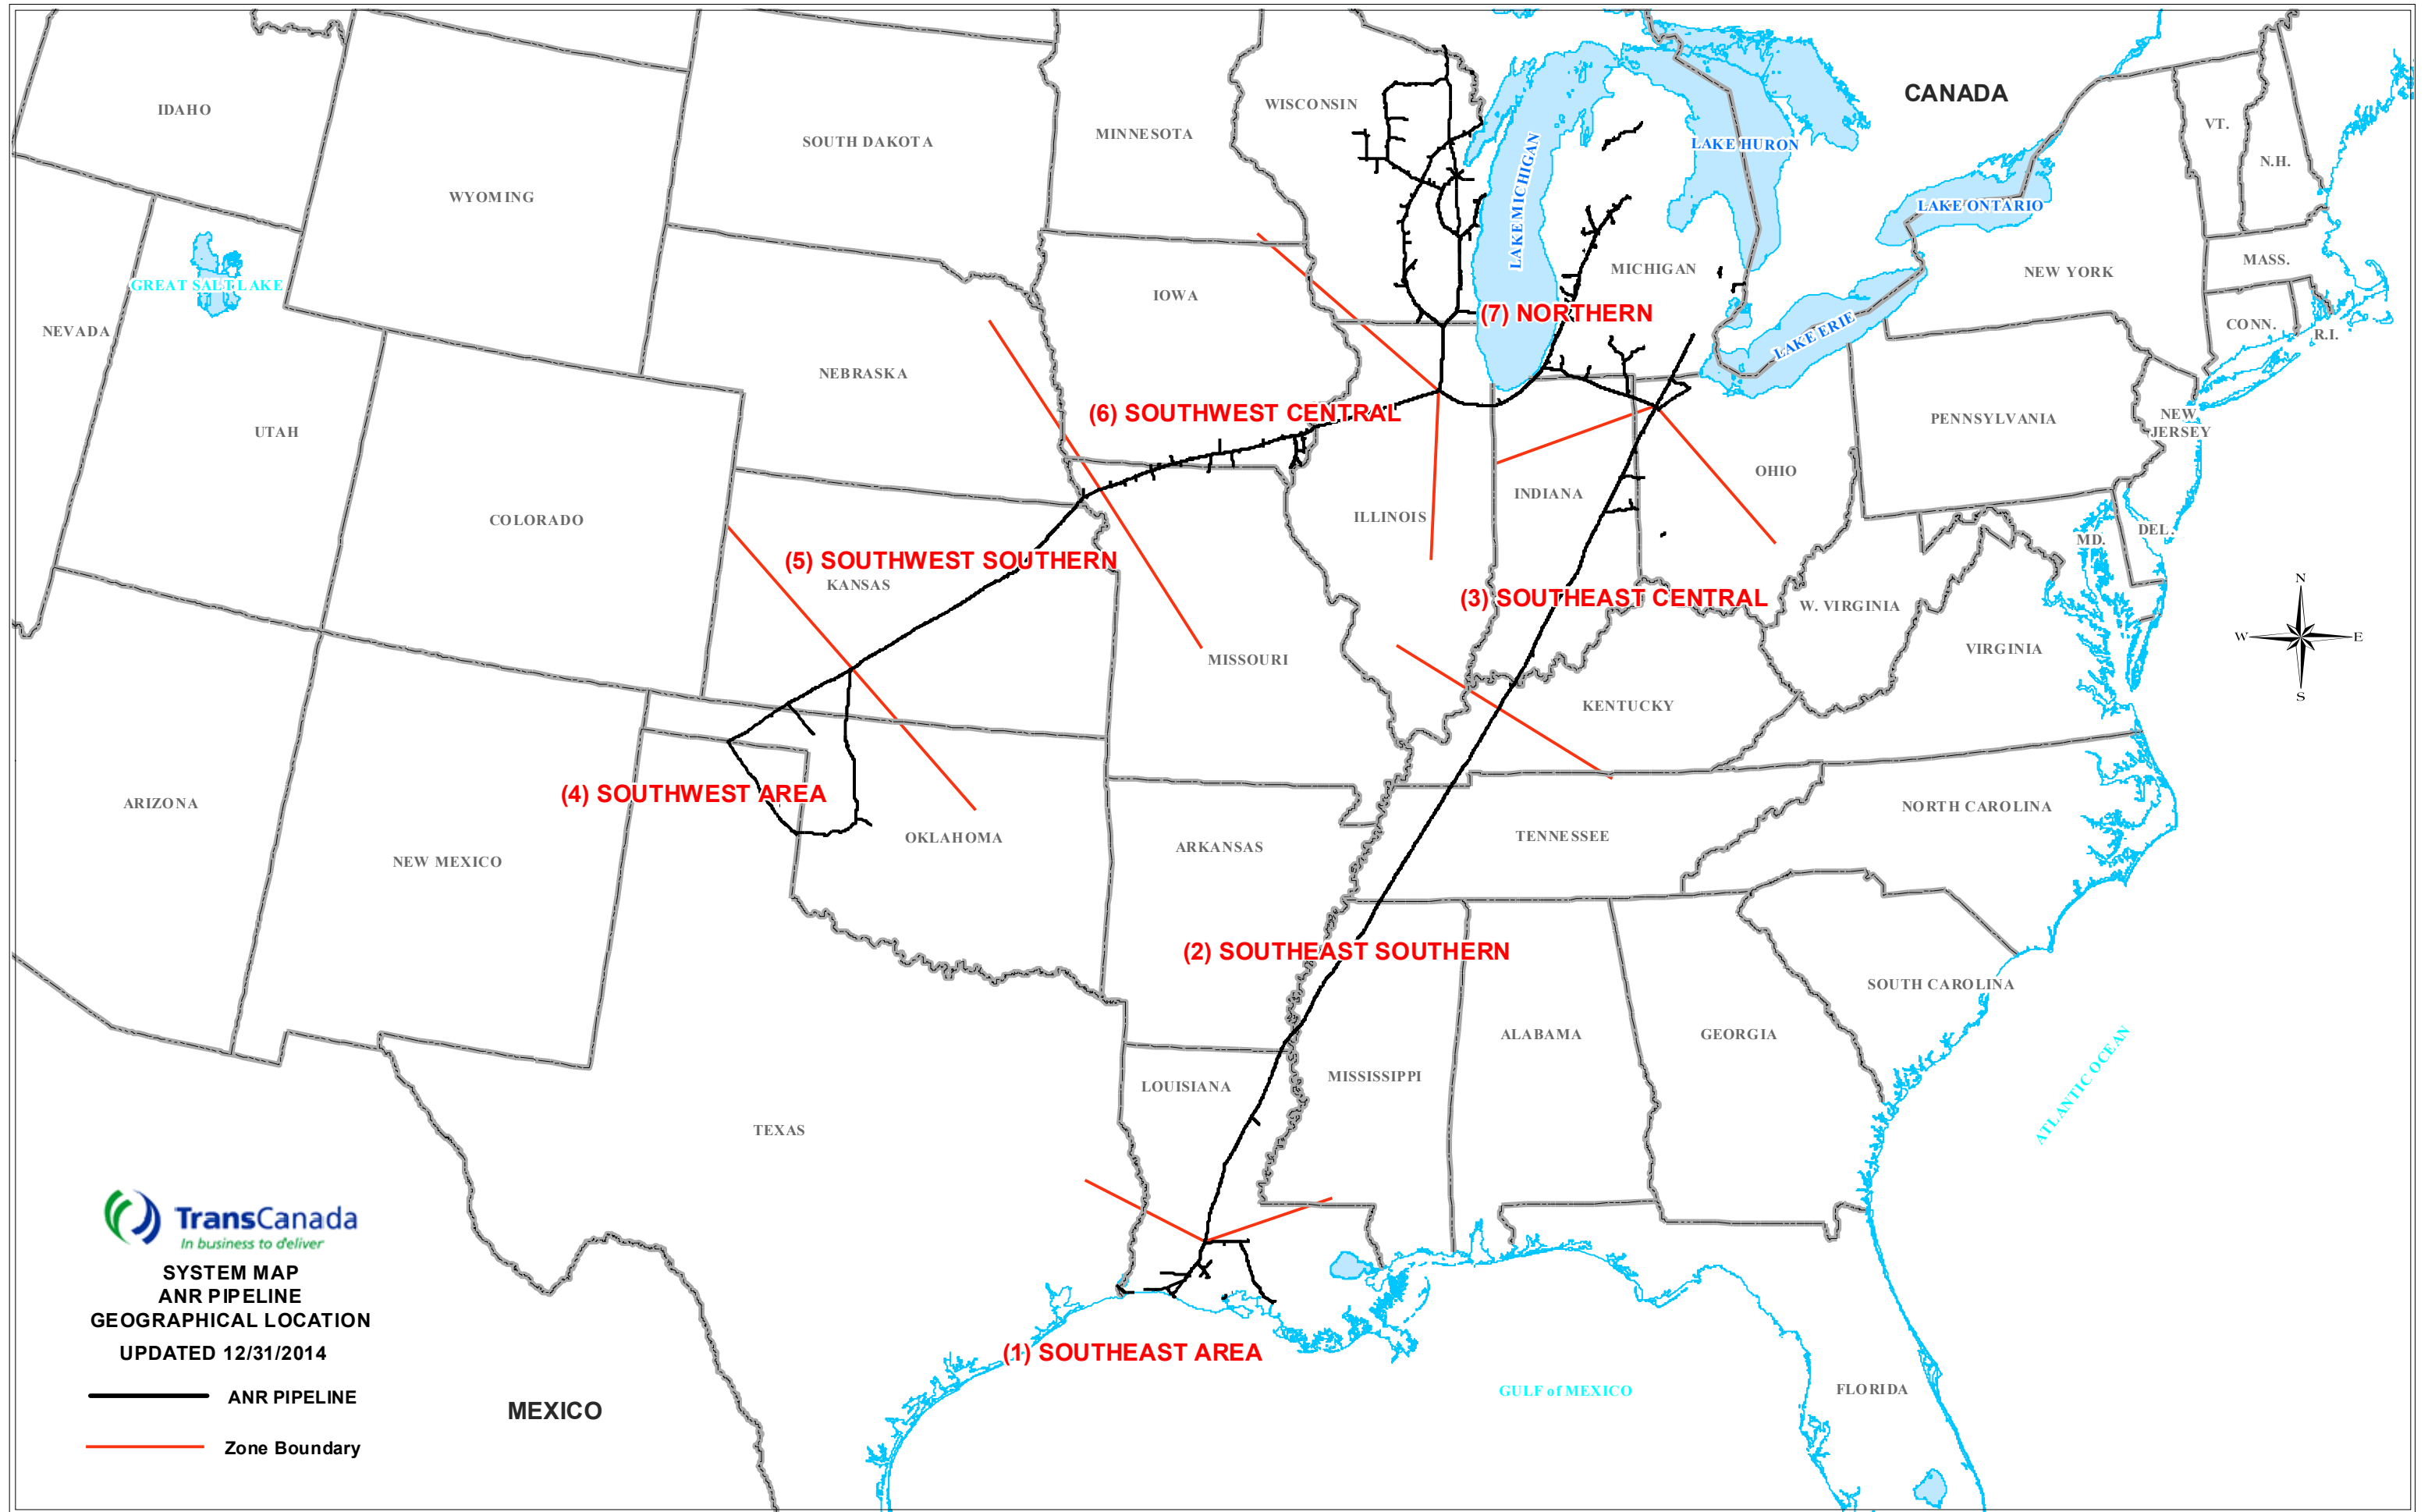 CANADA
IDAHO
WISCONSIN
MINNESOTA
SOUTH DAKOTA
WYOMING
VT.
N.H.
LAKE HURON
LAKE MICHIGAN
LAKE ONTARIO
MASS.
NEW YORK
MICHIGAN
GREAT SALT LAKE
IOWA
(7) NORTHERN
CONN.
R.I.
NEVADA
LAKE ERIE
NEBRASKA
(6) SOUTHWEST CENTRAL
PENNSYLVANIA
NEW
JERSEY
UTAH
OHIO
INDIANA
ILLINOIS
COLORADO
DEL.
MD.
(5) SOUTHWEST SOUTHERN
KANSAS
(3) SOUTHEAST CENTRAL
W. VIRGINIA
N
W
E
S
VIRGINIA
MISSOURI
KENTUCKY
(4) SOUTHWEST AREA
ARIZONA
NORTH CAROLINA
TENNESSEE
OKLAHOMA
ARKANSAS
NEW MEXICO
(2) SOUTHEAST SOUTHERN
SOUTH CAROLINA
ALABAMA
GEORGIA
MISSISSIPPI
LOUISIANA
ATLANTIC OCEAN
TEXAS
TransCanada
In business to deliver
SYSTEM MAP
ANR PIPELINE
GEOGRAPHICAL LOCATION
UPDATED 12/31/2014
ANR PIPELINE
Zone Boundary
(1) SOUTHEAST AREA
MEXICO
GULF of MEXICO
FLORIDA